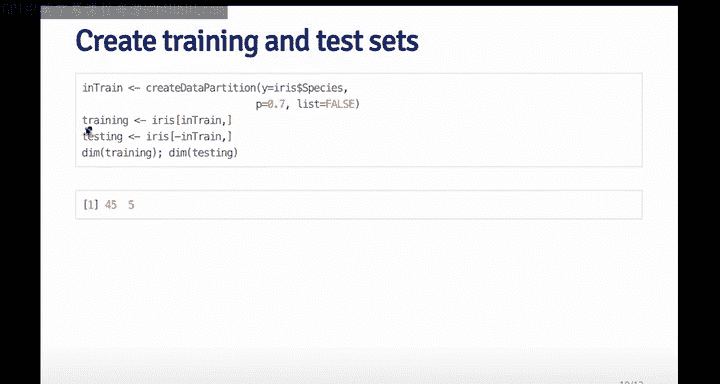 Create training and test sets
inTrain <- createDataPartition(y=iris$Species,
p=0.7, list=FALSE)
training <- iris[inTrain,]
testing <- iris[-inTrain,]
dim(training); dim(testing)
[1] 45 5